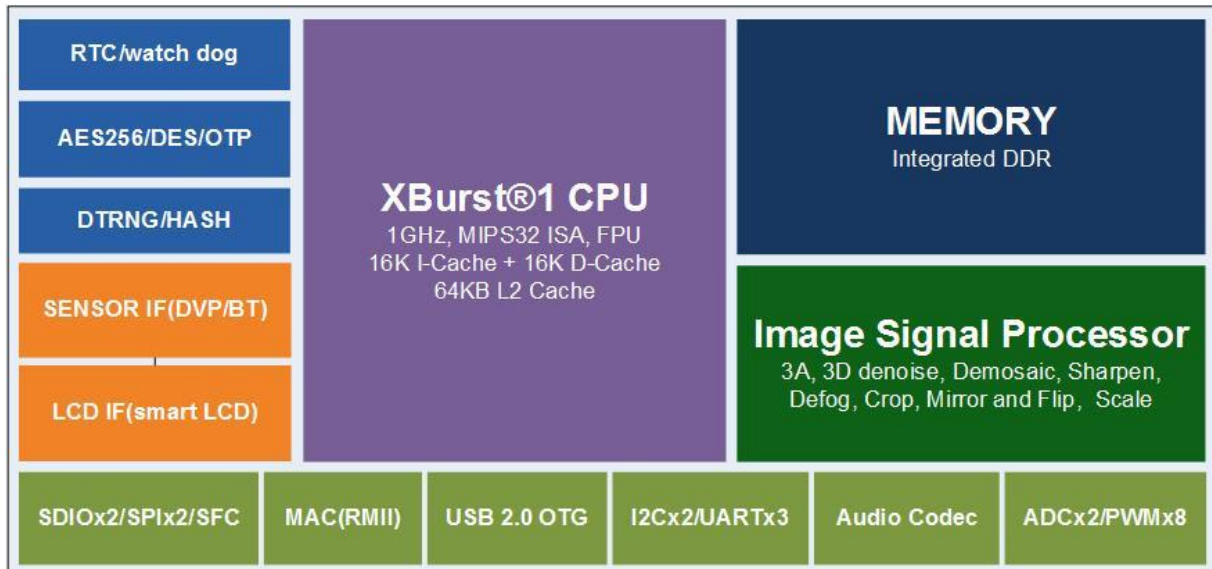 RTC/watch dog
AES256/DES/OTP
DTRNG/HASH
SENSOR IF(DVP/BT)
LCD IF(smart LCD)
XBurst®1 CPU
1GHz, MIPS32 ISA, FPU
16K I-Cache + 16K D-Cache
64KB L2 Cache
MEMORY
Integrated DDR
Image Signal Processor
3A, 3D denoise, Demosaic, Sharpen,
Defog, Crop, Mirror and Flip, Scale
SDIOx2/SPIx2/SFC
MAC(RMII)
USB 2.0 OTG
I2Cx2/UARTx3
Audio Codec
ADCx2/PWMx8